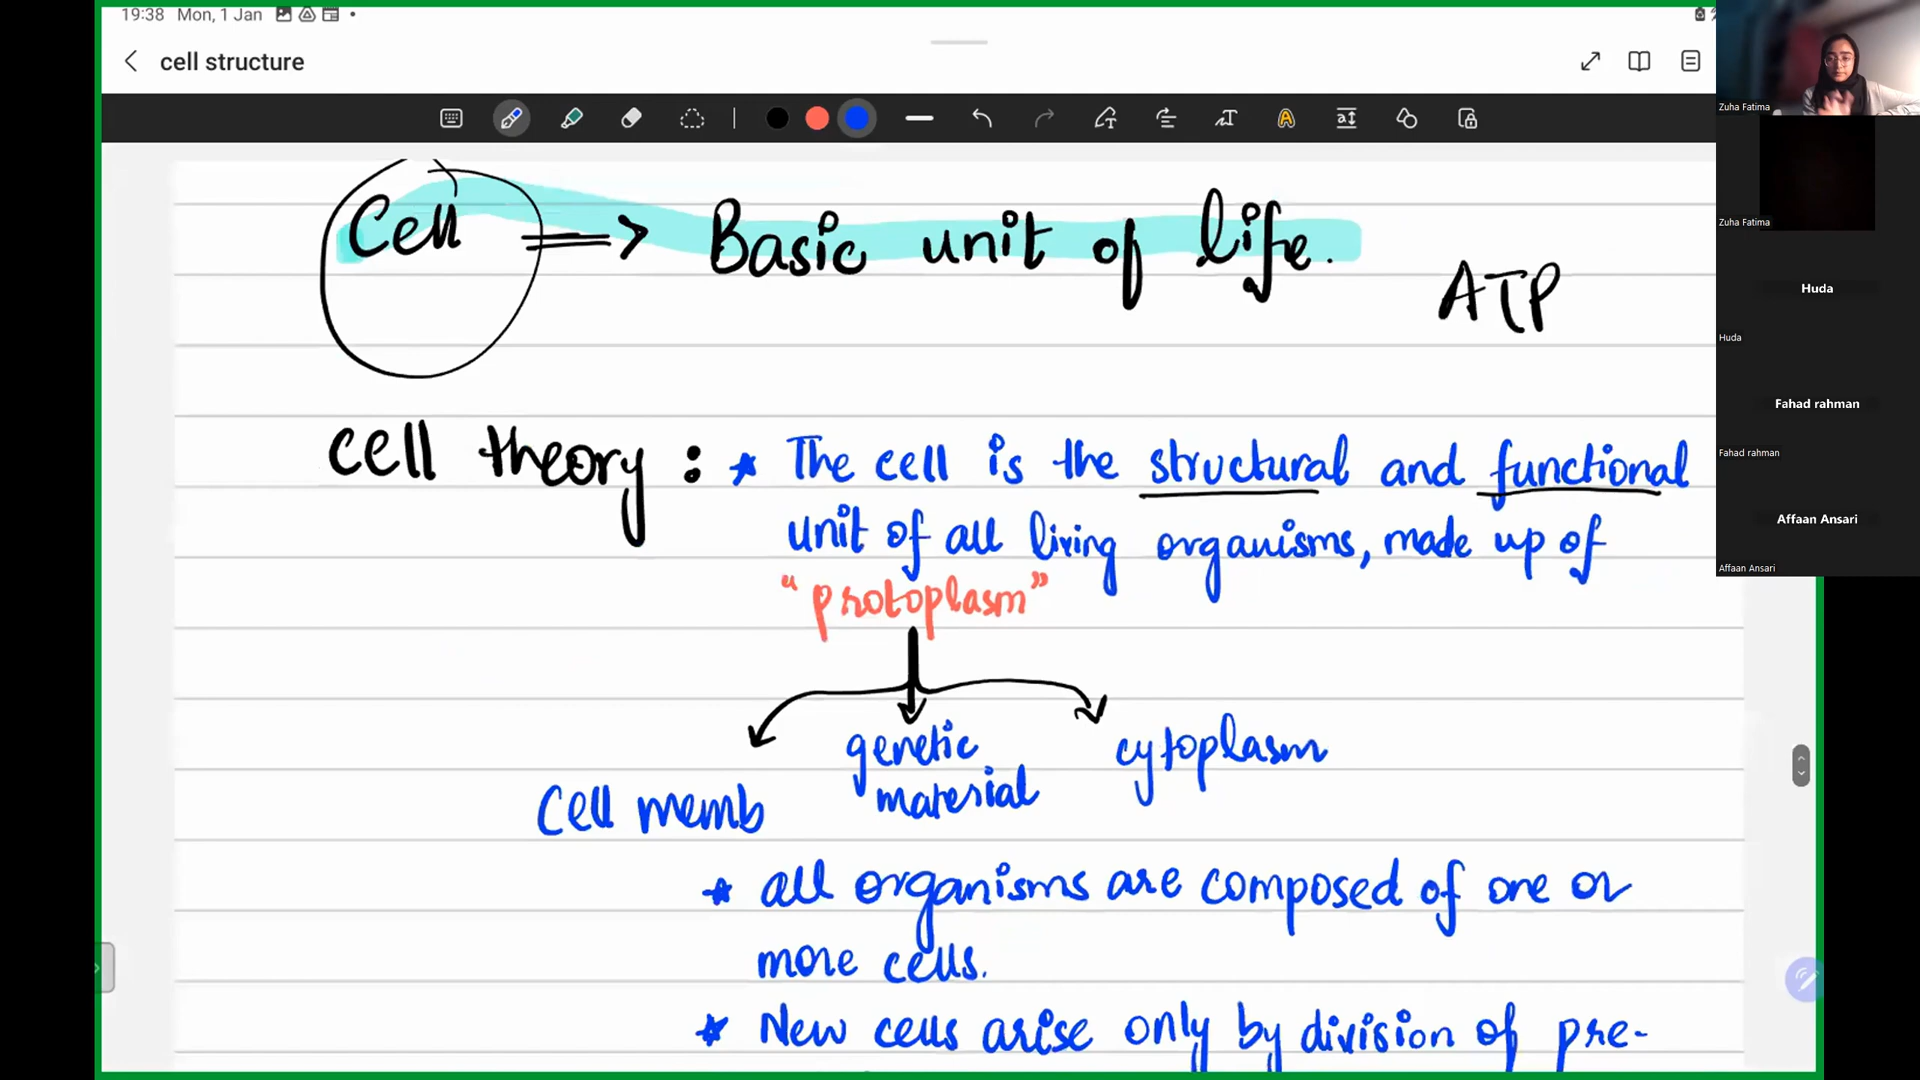 19:38 Mon, 1 Jan
cell structure
Cell => Basic unit of life.
ATP
cell theory : * The cell is the structural and functional
unit of all living organisms, made up of
"protoplasm"
Cell memb
genetic
material
cytoplasm
* all organisms are composed of one or
more cells.
* New cells arise only by division of pre-
Zuha Fatima
Zuha Fatima
Huda
Huda
Fahad rahman
Fahad rahman
Affaan Ansari
Affaan Ansari